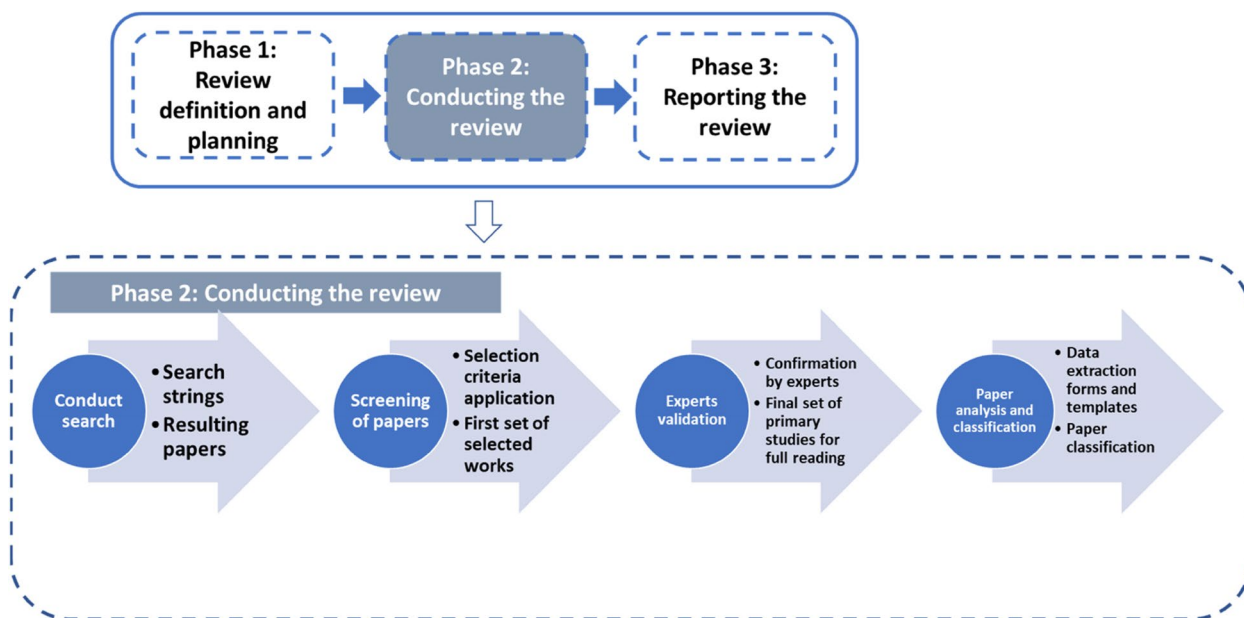 Phase 1:
Review
definition and
planning
Phase 2:
Conducting the
review
Phase 3:
Reporting the
review
Phase 2: Conducting the review
Conduct
search
• Search
strings
• Resulting
papers
Screening
of papers
• Selection
criteria
application
• First set of
selected
works
Experts
validation
• Confirmation
by experts
• Final set of
primary
studies for
full reading
Paper
analysis and
classification
• Data
extraction
forms and
templates
• Paper
classification